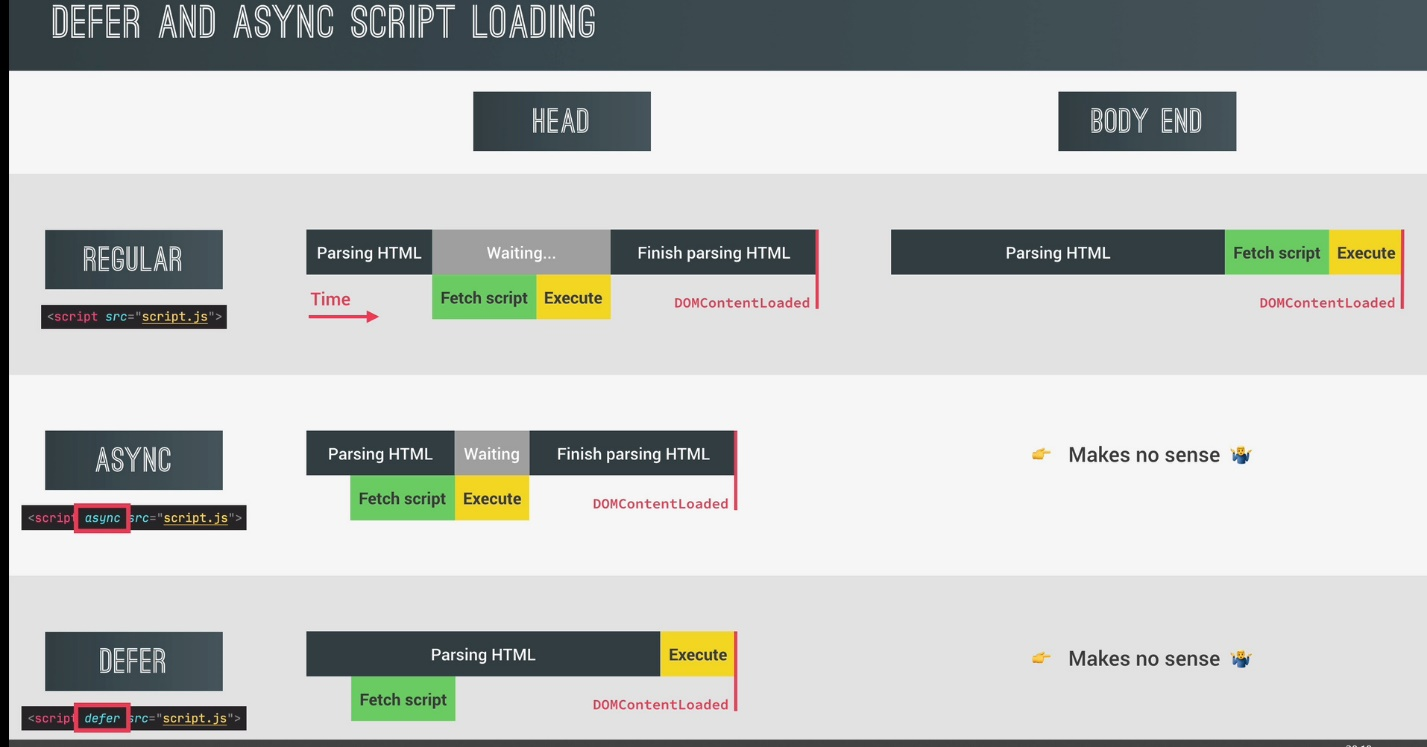 DEFER AND ASYNC SCRIPT LOADING
HEAD
BODY END
REGULAR
<script src="script.js">
Parsing HTML
Waiting...
Finish parsing HTML
Time
Fetch script
Execute
DOMContentLoaded
Parsing HTML
Fetch script
Execute
DOMContentLoaded
ASYNC
<script async src="script.js">
Parsing HTML
Waiting
Finish parsing HTML
Fetch script
Execute
DOMContentLoaded
👉 Makes no sense 🤷‍♂️
DEFER
<script defer src="script.js">
Parsing HTML
Execute
Fetch script
DOMContentLoaded
👉 Makes no sense 🤷‍♂️